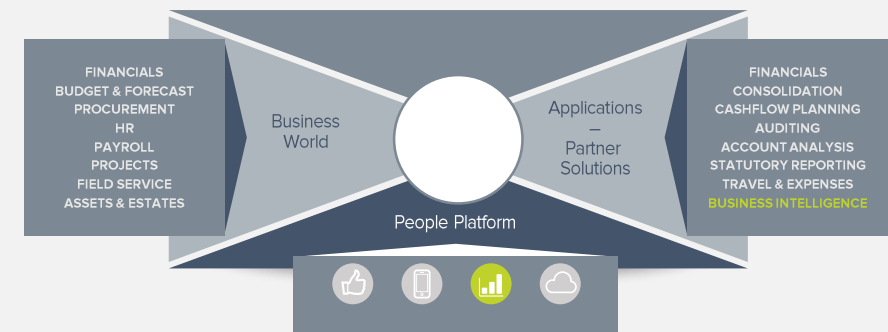 FINANCIALS
BUDGET & FORECAST
PROCUREMENT
HR
PAYROLL
PROJECTS
FIELD SERVICE
ASSETS & ESTATES
Business
World
Applications
–
Partner
Solutions
People Platform
FINANCIALS
CONSOLIDATION
CASHFLOW PLANNING
AUDITING
ACCOUNT ANALYSIS
STATUTORY REPORTING
TRAVEL & EXPENSES
BUSINESS INTELLIGENCE